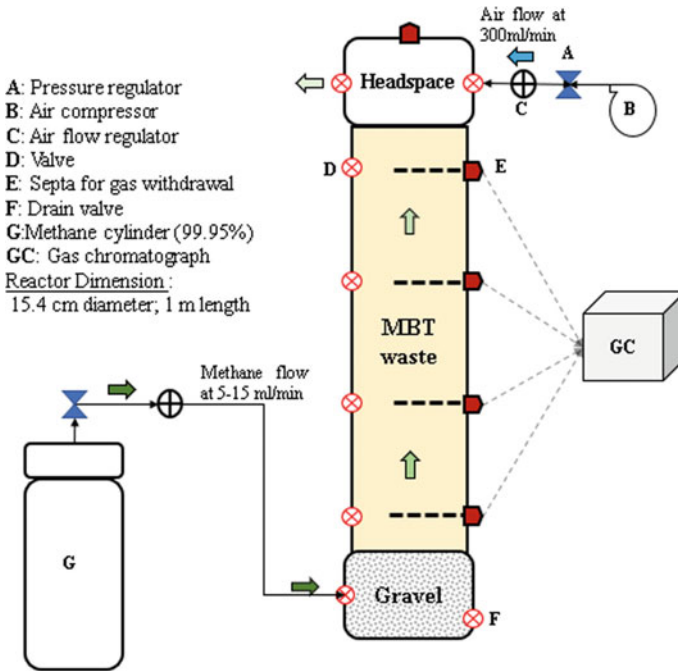 Air flow at
300ml/min
A
Headspace
C
B
A: Pressure regulator
B: Air compressor
C: Air flow regulator
D: Valve
E: Septa for gas withdrawal
F: Drain valve
G:Methane cylinder (99.95%)
GC: Gas chromatograph
Reactor Dimension :
15.4 cm diameter; 1 m length
D
E
MBT
waste
GC
Methane flow
at 5-15 ml/min
G
Gravel
F